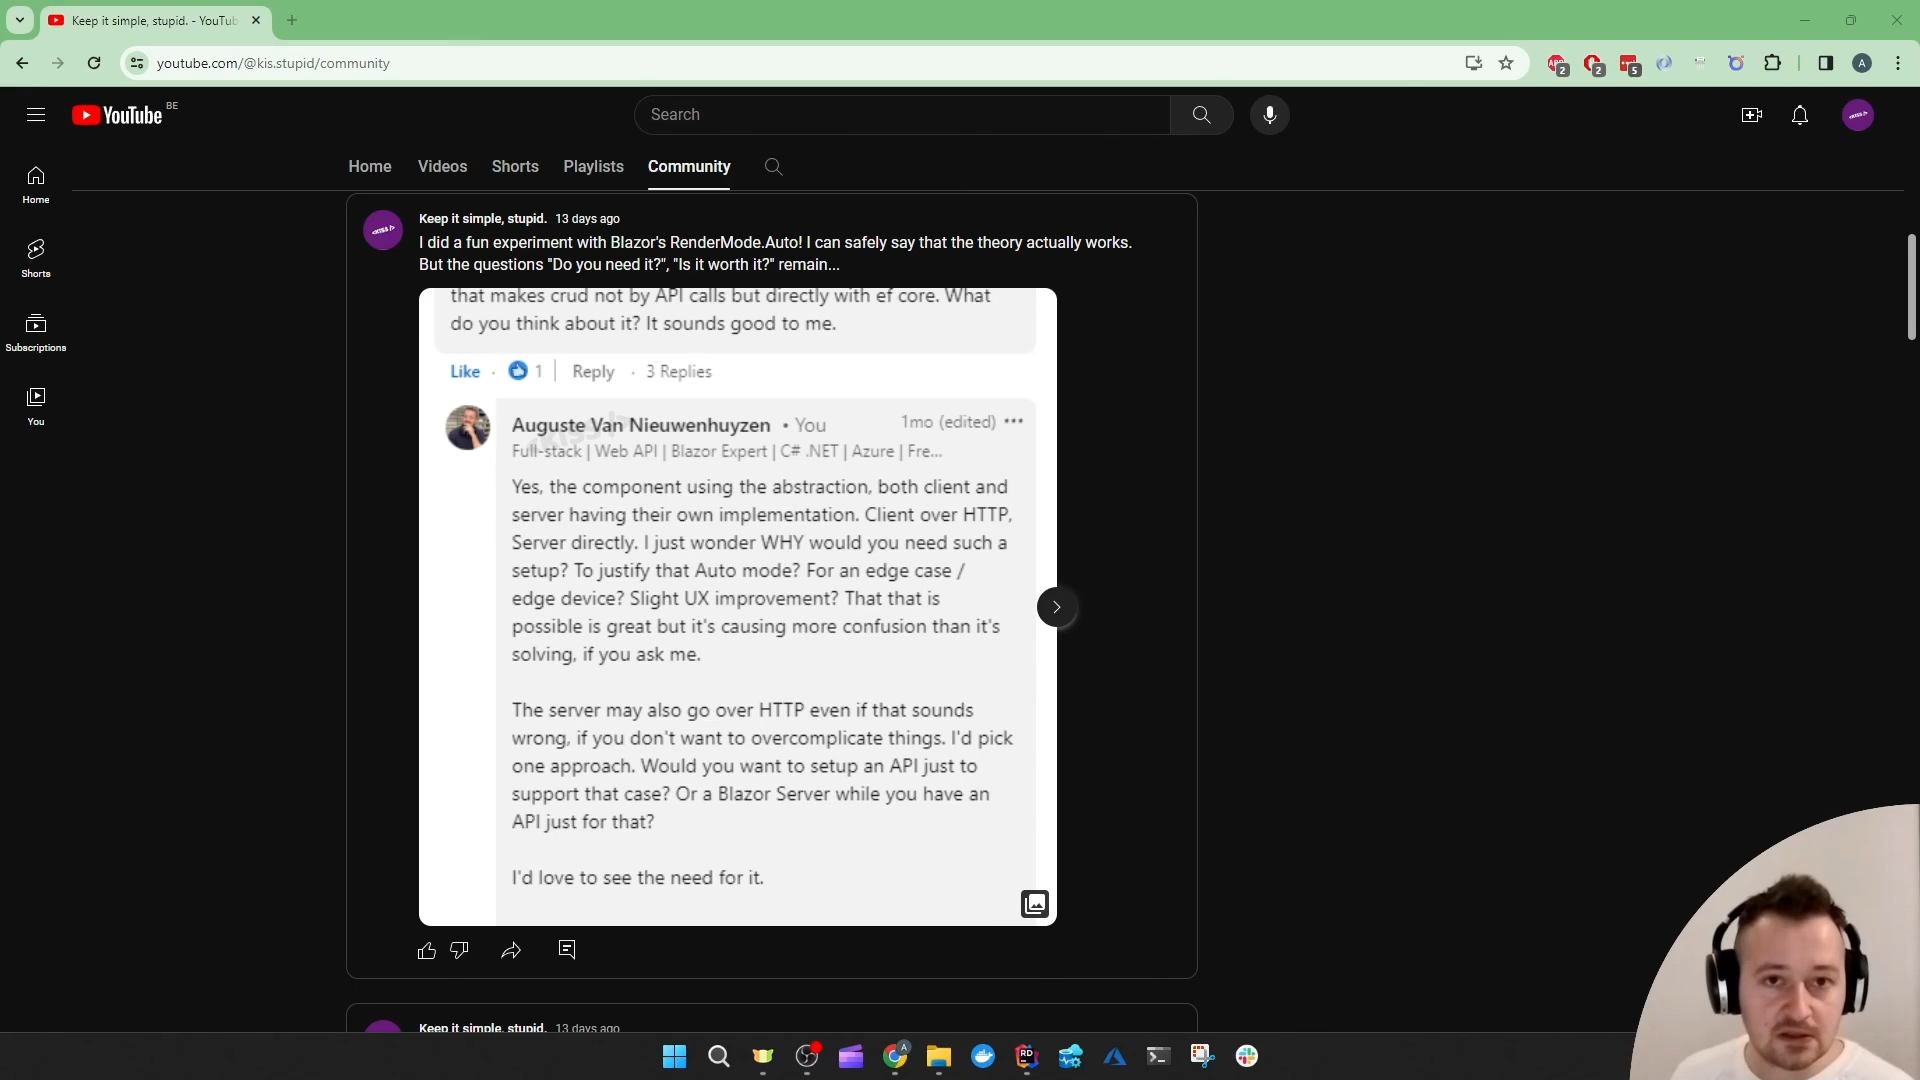 Keep it simple, stupid. - YouTub
youtube.com/@kis.stupid/community
2
2
5
A
YouTube BE
Search
Home Videos Shorts Playlists Community
Home
Shorts
Subscriptions
You
Keep it simple, stupid. 13 days ago
I did a fun experiment with Blazor's RenderMode.Auto! I can safely say that the theory actually works.
But the questions "Do you need it?", "Is it worth it?" remain...
that makes crud not by API calls but directly with ef core. What
do you think about it? It sounds good to me.
Like · 1 | Reply · 3 Replies
Auguste Van Nieuwenhuyzen • You 1mo (edited) •••
Full-stack | Web API | Blazor Expert | C# .NET | Azure | Fre...
Yes, the component using the abstraction, both client and
server having their own implementation. Client over HTTP,
Server directly. I just wonder WHY would you need such a
setup? To justify that Auto mode? For an edge case /
edge device? Slight UX improvement? That that is
possible is great but it's causing more confusion than it's
solving, if you ask me.
The server may also go over HTTP even if that sounds
wrong, if you don't want to overcomplicate things. I'd pick
one approach. Would you want to setup an API just to
support that case? Or a Blazor Server while you have an
API just for that?
I'd love to see the need for it.
Keep it simple, stupid. 13 days ago
A
RD